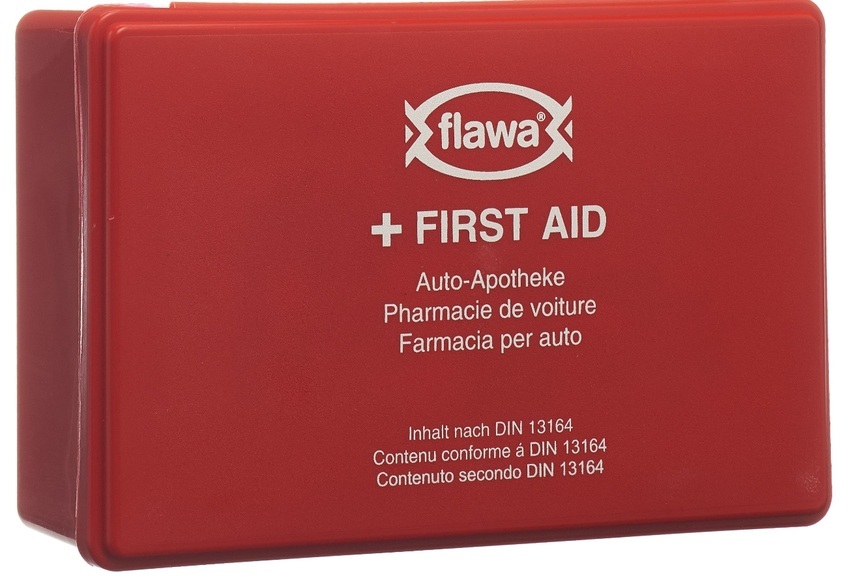 flawa®
+ FIRST AID
Auto-Apotheke
Pharmacie de voiture
Farmacia per auto
Inhalt nach DIN 13164
Contenu conforme á DIN 13164
Contenuto secondo DIN 13164